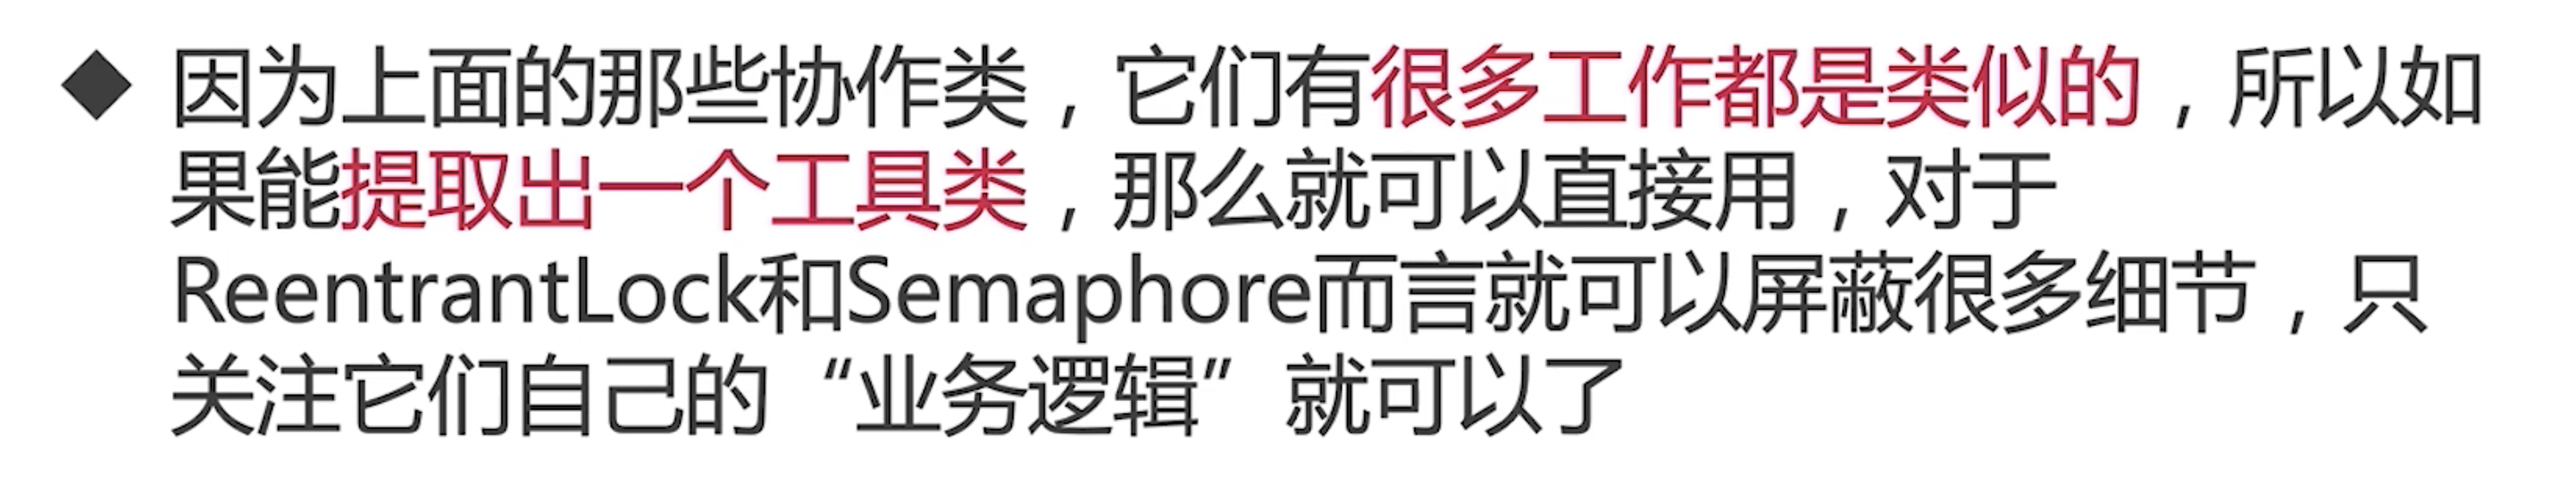 ◆ 因为上面的那些协作类，它们有很多工作都是类似的，所以如
果能提取出一个工具类，那么就可以直接用，对于
ReentrantLock和Semaphore而言就可以屏蔽很多细节，只
关注它们自己的“业务逻辑”就可以了